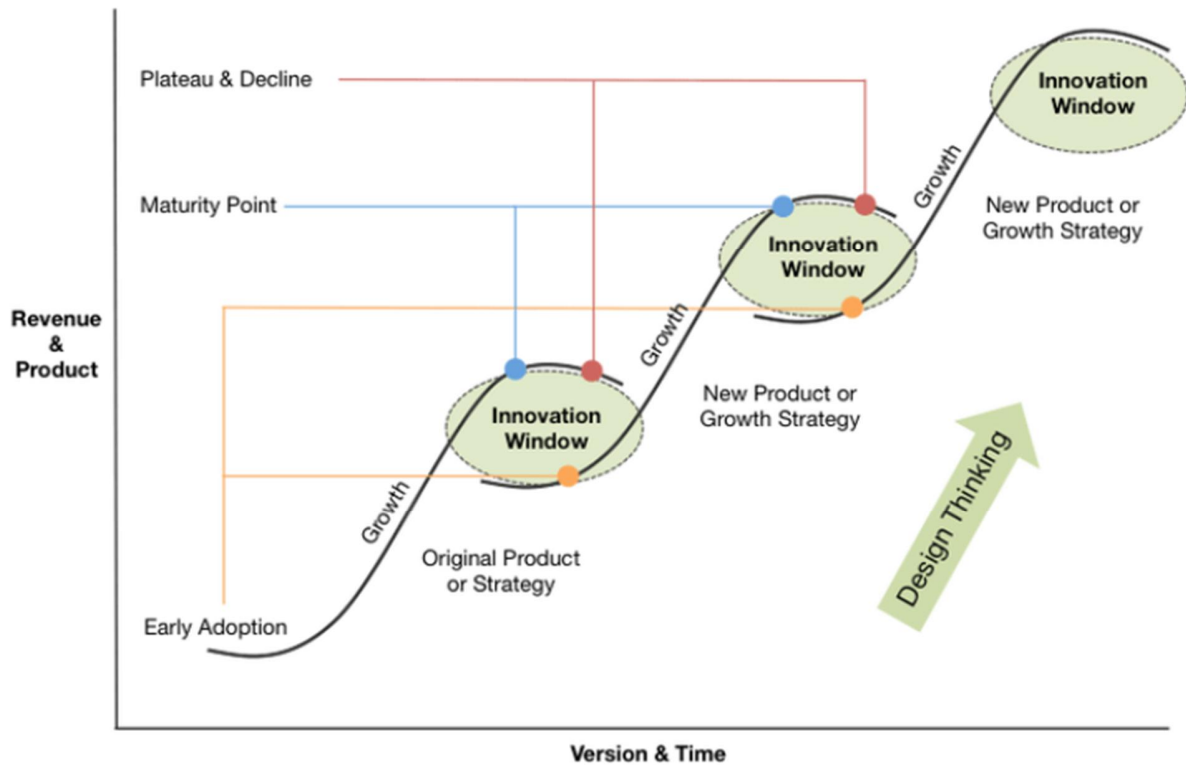 Plateau & Decline
Innovation
Window
Growth
Maturity Point
New Product or
Growth Strategy
Innovation
Window
Revenue
&
Product
Growth
New Product or
Growth Strategy
Innovation
Window
Growth
Design Thinking
Original Product
or Strategy
Early Adoption
Version & Time